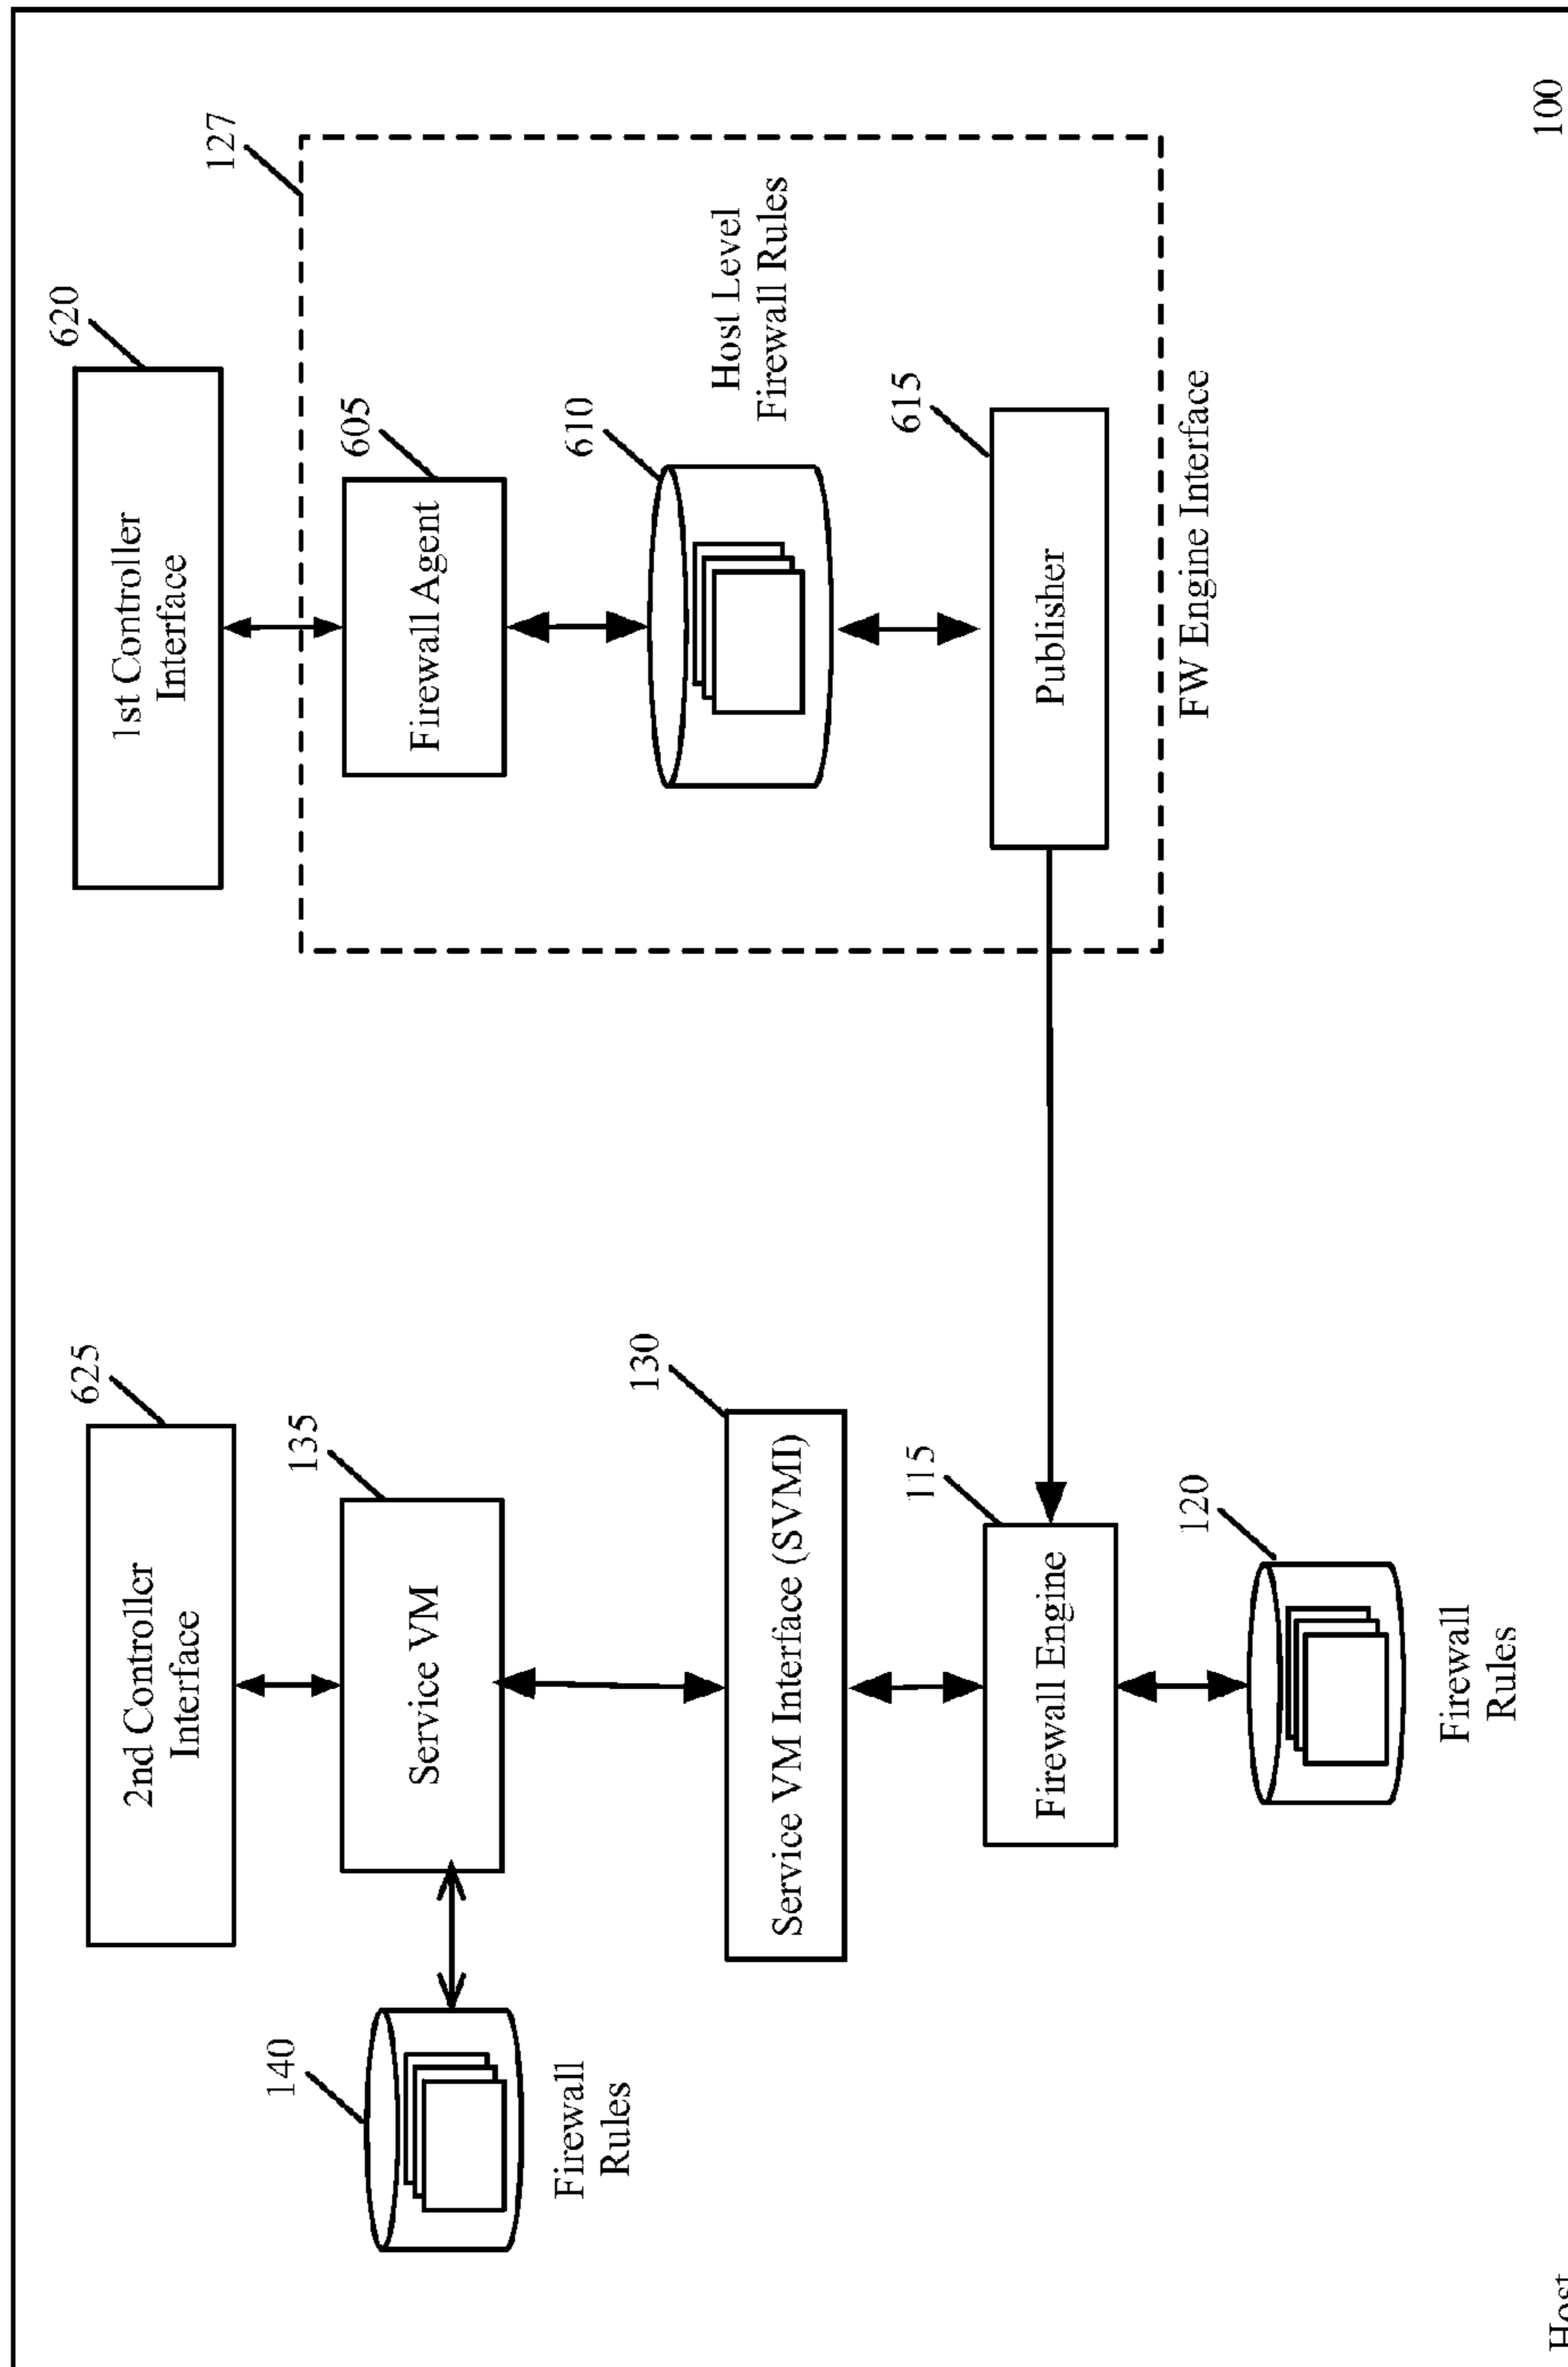 2nd Controller
Interface
625
1st Controller
Interface
620
127
140
Firewall
Rules
Service VM
135
Firewall Agent
605
Service VM Interface (SVMI)
130
610
Host Level
Firewall Rules
Firewall Engine
115
Publisher
615
120
Firewall
Rules
FW Engine Interface
Host
100